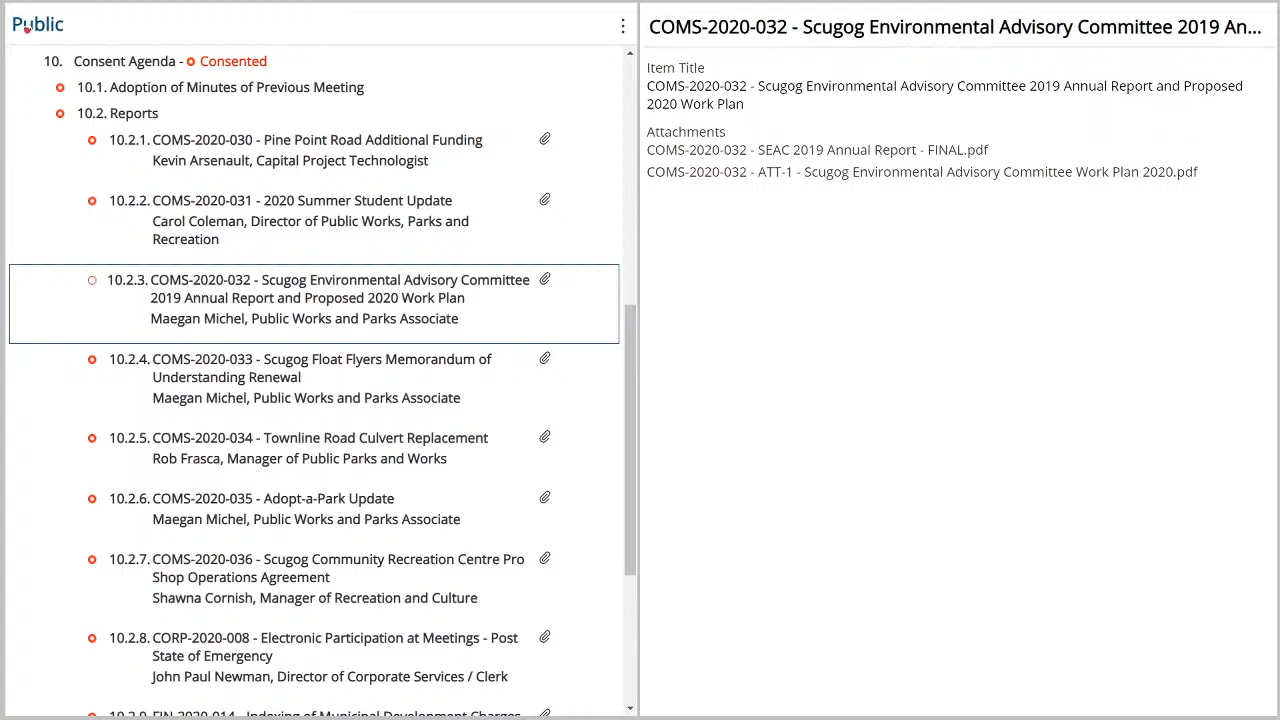 Public
10. Consent Agenda - Consented
10.1. Adoption of Minutes of Previous Meeting
10.2. Reports
10.2.1. COMS-2020-030 - Pine Point Road Additional Funding
Kevin Arsenault, Capital Project Technologist
10.2.2. COMS-2020-031 - 2020 Summer Student Update
Carol Coleman, Director of Public Works, Parks and
Recreation
10.2.3. COMS-2020-032 - Scugog Environmental Advisory Committee
2019 Annual Report and Proposed 2020 Work Plan
Maegan Michel, Public Works and Parks Associate
10.2.4. COMS-2020-033 - Scugog Float Flyers Memorandum of
Understanding Renewal
Maegan Michel, Public Works and Parks Associate
10.2.5. COMS-2020-034 - Townline Road Culvert Replacement
Rob Frasca, Manager of Public Parks and Works
10.2.6. COMS-2020-035 - Adopt-a-Park Update
Maegan Michel, Public Works and Parks Associate
10.2.7. COMS-2020-036 - Scugog Community Recreation Centre Pro
Shop Operations Agreement
Shawna Cornish, Manager of Recreation and Culture
10.2.8. CORP-2020-008 - Electronic Participation at Meetings - Post
State of Emergency
John Paul Newman, Director of Corporate Services / Clerk
10.2.9. FIN-2020-014 - Indexing of Municipal Development Charges
COMS-2020-032 - Scugog Environmental Advisory Committee 2019 An...
Item Title
COMS-2020-032 - Scugog Environmental Advisory Committee 2019 Annual Report and Proposed
2020 Work Plan
Attachments
COMS-2020-032 - SEAC 2019 Annual Report - FINAL.pdf
COMS-2020-032 - ATT-1 - Scugog Environmental Advisory Committee Work Plan 2020.pdf